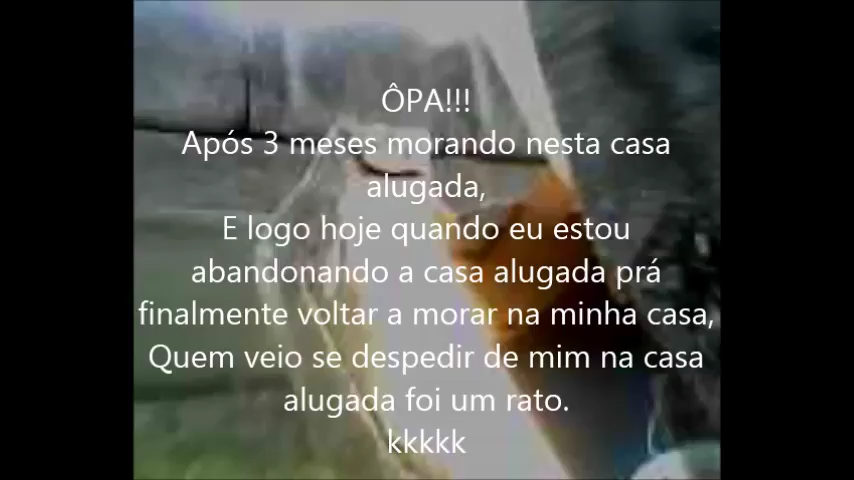 ÔPA!!!
Após 3 meses morando nesta casa
alugada,
E logo hoje quando eu estou
abandonando a casa alugada prá
finalmente voltar a morar na minha casa,
Quem veio se despedir de mim na casa
alugada foi um rato.
kkkkk